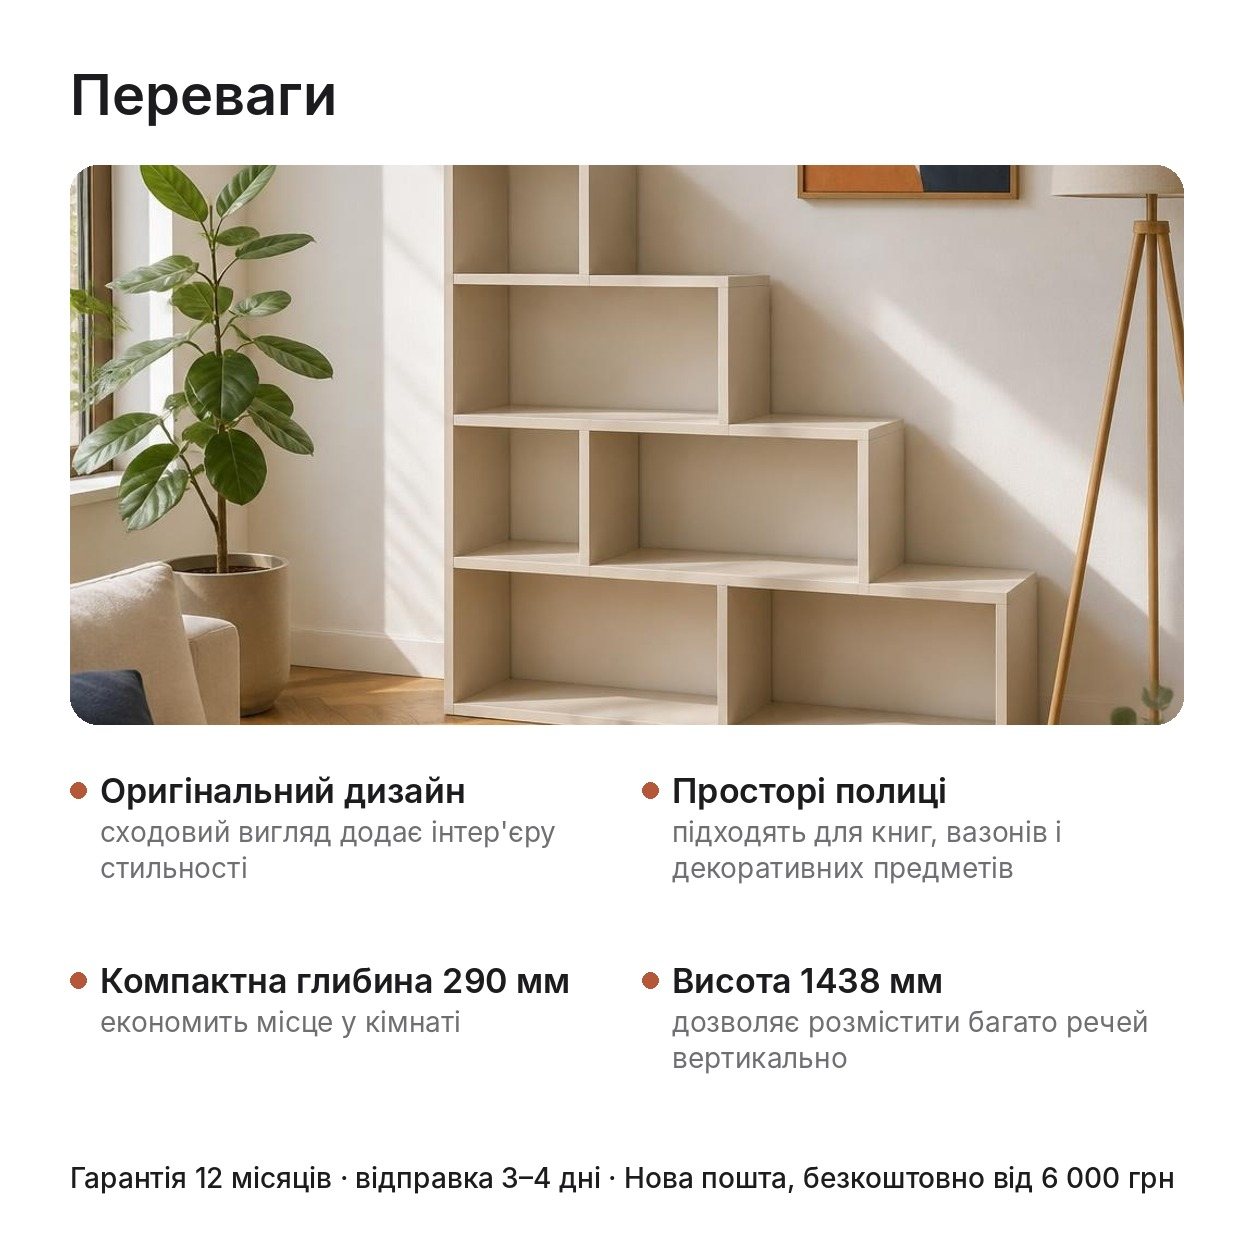 Переваги
Оригінальний дизайн
сходовий вигляд додає інтер'єру
стильності
Просторі полиці
підходять для книг, вазонів і
декоративних предметів
Компактна глибина 290 мм
економить місце у кімнаті
Висота 1438 мм
дозволяє розмістити багато речей
вертикально
Гарантія 12 місяців · відправка 3–4 дні · Нова пошта, безкоштовно від 6 000 грн